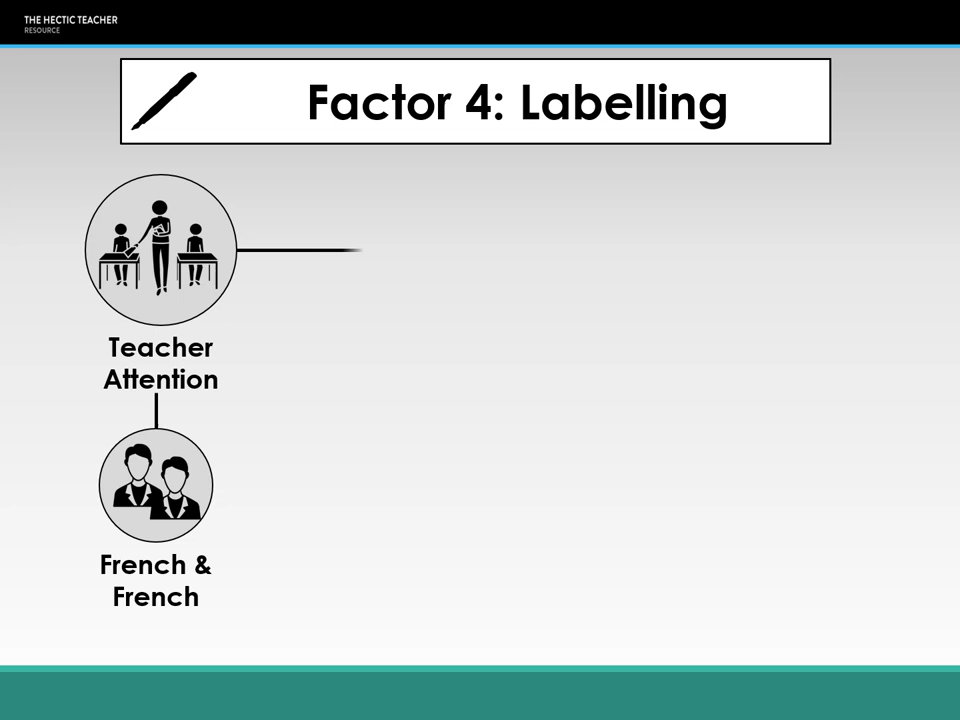 THE HECTIC TEACHER
RESOURCE
Factor 4: Labelling
Teacher
Attention
French &
French